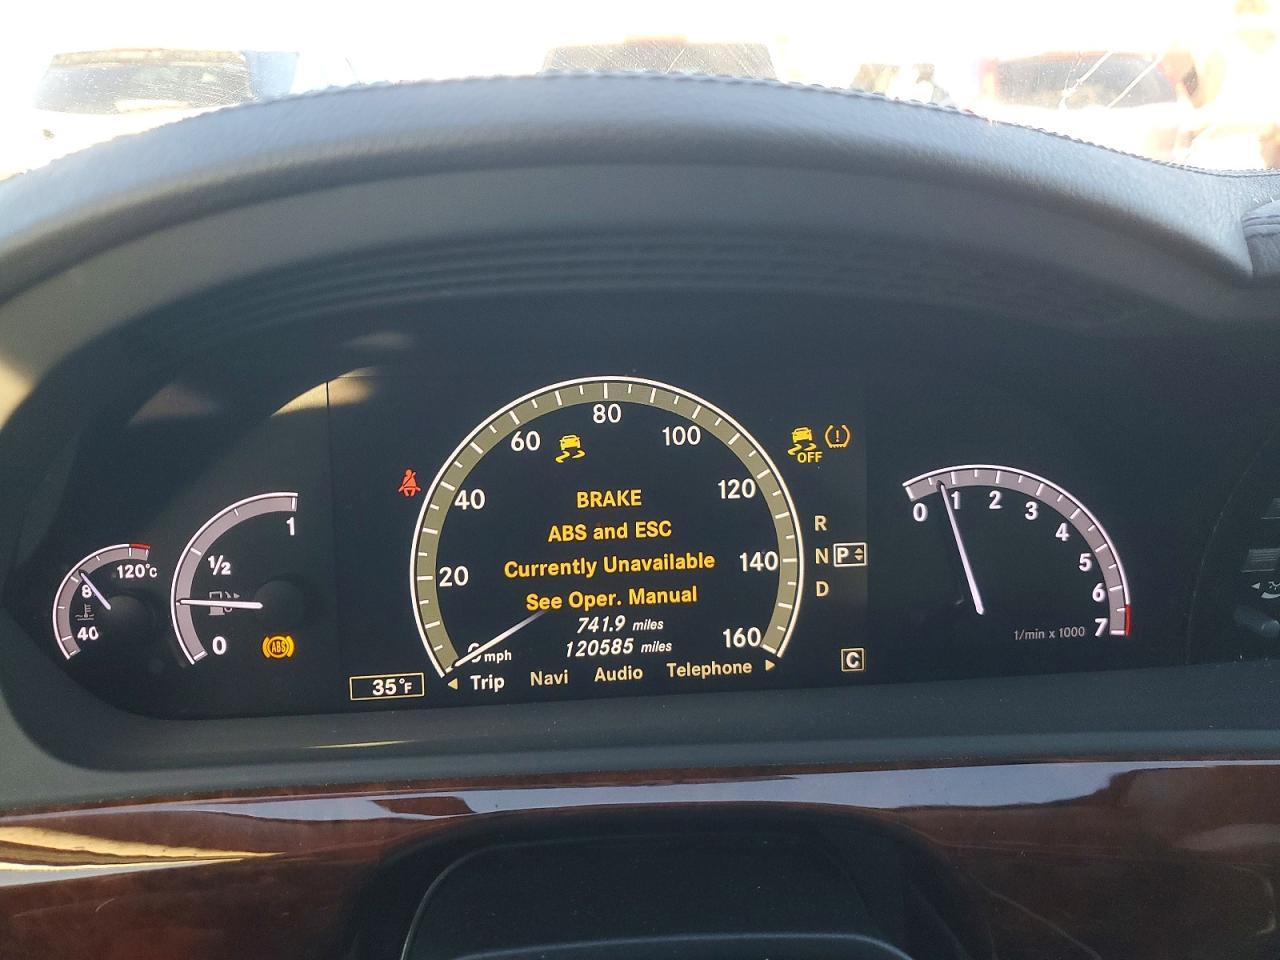 80
60
100
40
120
BRAKE
ABS and ESC
Currently Unavailable
See Oper. Manual
20
140
741.9 miles
120585 miles
0 mph
160
Trip Navi Audio Telephone
35°F
OFF
R
N P
D
C
1
½
0
ABS
120°C
8
40
0 1 2 3 4 5 6 7
1/min x 1000